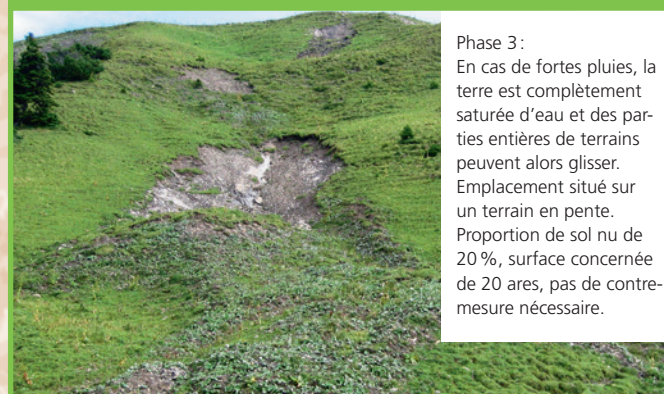 Phase 3 :
En cas de fortes pluies, la
terre est complètement
saturée d'eau et des par-
ties entières de terrains
peuvent alors glisser.
Emplacement situé sur
un terrain en pente.
Proportion de sol nu de
20 %, surface concernée
de 20 ares, pas de contre-
mesure nécessaire.